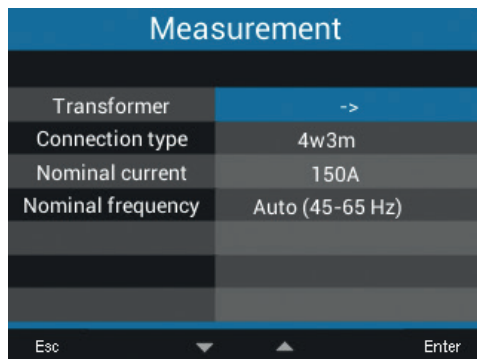 Measurement
Transformer ->
Connection type 4w3m
Nominal current 150A
Nominal frequency Auto (45-65 Hz)
Esc Enter